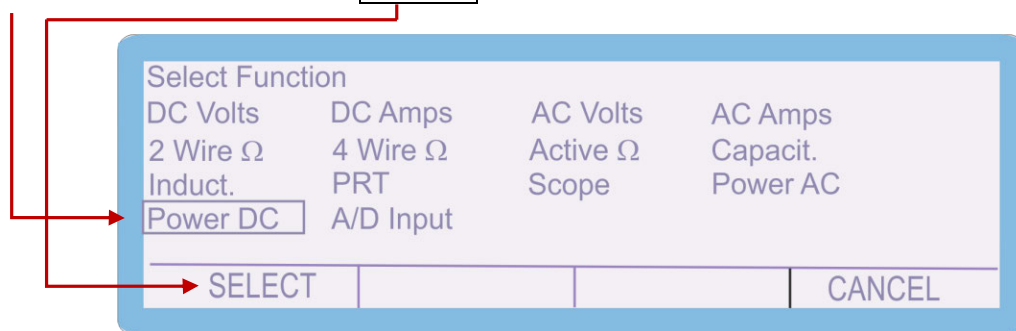 Select Function
DC Volts DC Amps AC Volts AC Amps
2 Wire Ω 4 Wire Ω Active Ω Capacit.
Induct. PRT Scope Power AC
Power DC A/D Input
SELECT CANCEL